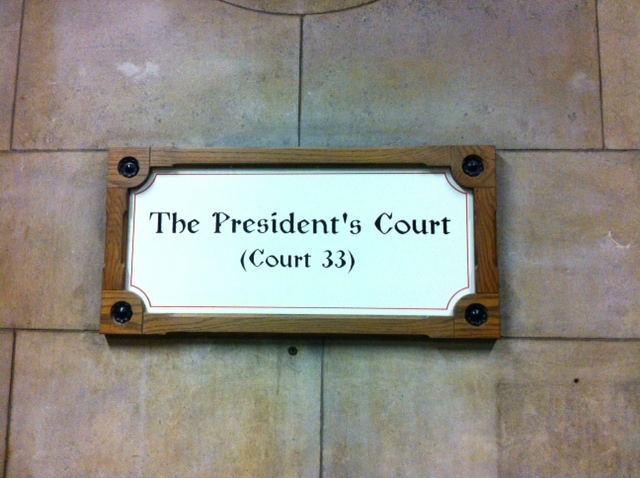 The President's Court
(Court 33)